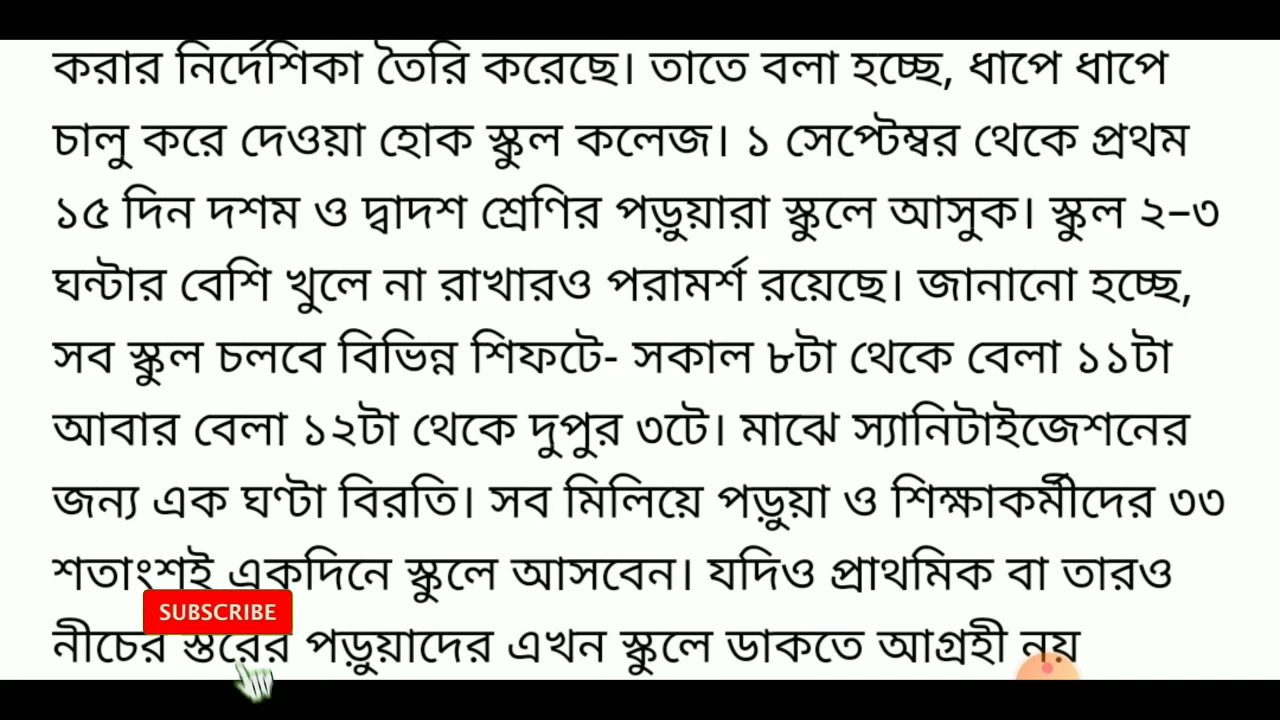 করার নির্দেশিকা তৈরি করেছে। তাতে বলা হচ্ছে, ধাপে ধাপে
চালু করে দেওয়া হোক স্কুল কলেজ। ১ সেপ্টেম্বর থেকে প্রথম
১৫ দিন দশম ও দ্বাদশ শ্রেণির পড়ুয়ারা স্কুলে আসুক। স্কুল ২–৩
ঘন্টার বেশি খুলে না রাখারও পরামর্শ রয়েছে। জানানো হচ্ছে,
সব স্কুল চলবে বিভিন্ন শিফটে- সকাল ৮টা থেকে বেলা ১১টা
আবার বেলা ১২টা থেকে দুপুর ৩টে। মাঝে স্যানিটাইজেশনের
জন্য এক ঘণ্টা বিরতি। সব মিলিয়ে পড়ুয়া ও শিক্ষাকর্মীদের ৩৩
শতাংশই একদিনে স্কুলে আসবেন। যদিও প্রাথমিক বা তারও
SUBSCRIBE
নীচের স্তরের পড়ুয়াদের এখন স্কুলে ডাকতে আগ্রহী নয়